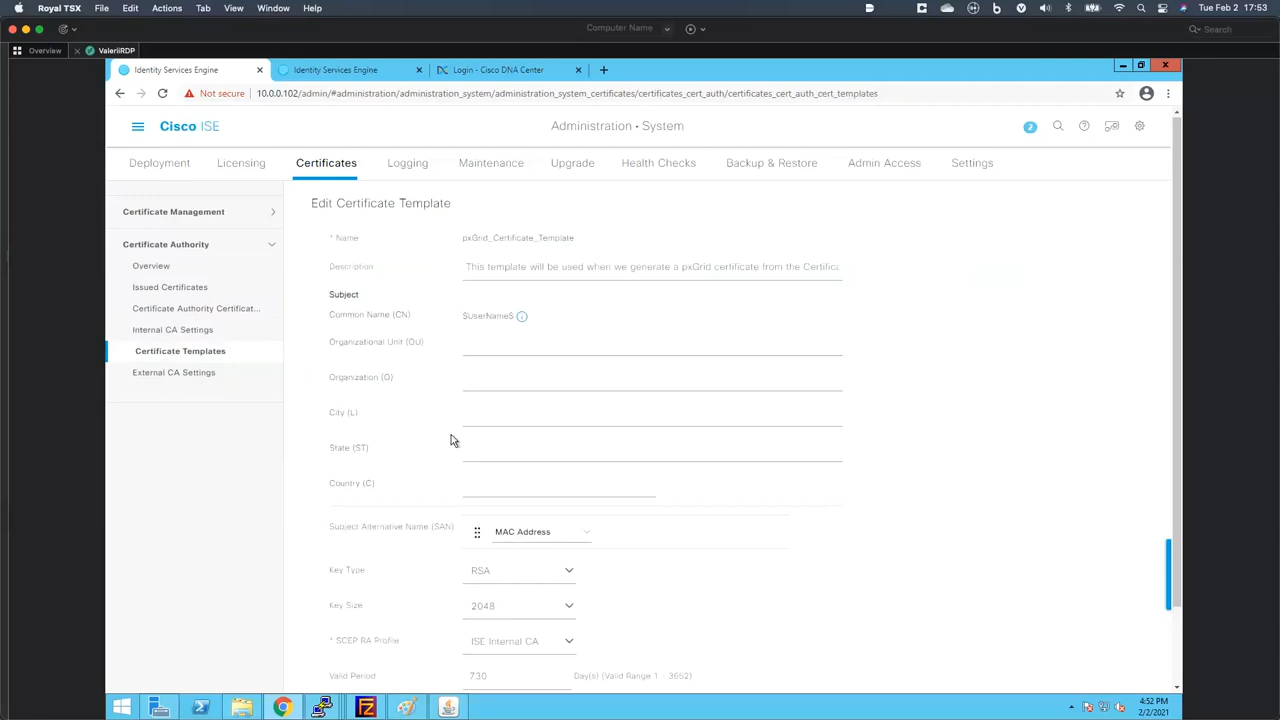 Royal TSX File Edit Actions Tab View Window Help Tue Feb 2 17:53
Computer Name Search
Overview ValeriiRDP
Identity Services Engine Identity Services Engine Login - Cisco DNA Center
Not secure 10.0.0.102/admin/#administration/administration_system/administration_system_certificates/certificates_cert_auth/certificates_cert_auth_cert_templates
Cisco ISE Administration • System 2
Deployment Licensing Certificates Logging Maintenance Upgrade Health Checks Backup & Restore Admin Access Settings
Certificate Management
Certificate Authority
Overview
Issued Certificates
Certificate Authority Certificat...
Internal CA Settings
Certificate Templates
External CA Settings
Edit Certificate Template
* Name pxGrid_Certificate_Template
Description This template will be used when we generate a pxGrid certificate from the Certifica
Subject
Common Name (CN) $UserName$ i
Organizational Unit (OU)
Organization (O)
City (L)
State (ST)
Country (C)
Subject Alternative Name (SAN) MAC Address
Key Type RSA
Key Size 2048
* SCEP RA Profile ISE Internal CA
Valid Period 730 Day(s) (Valid Range 1 - 3652)
4:52 PM
2/2/2021